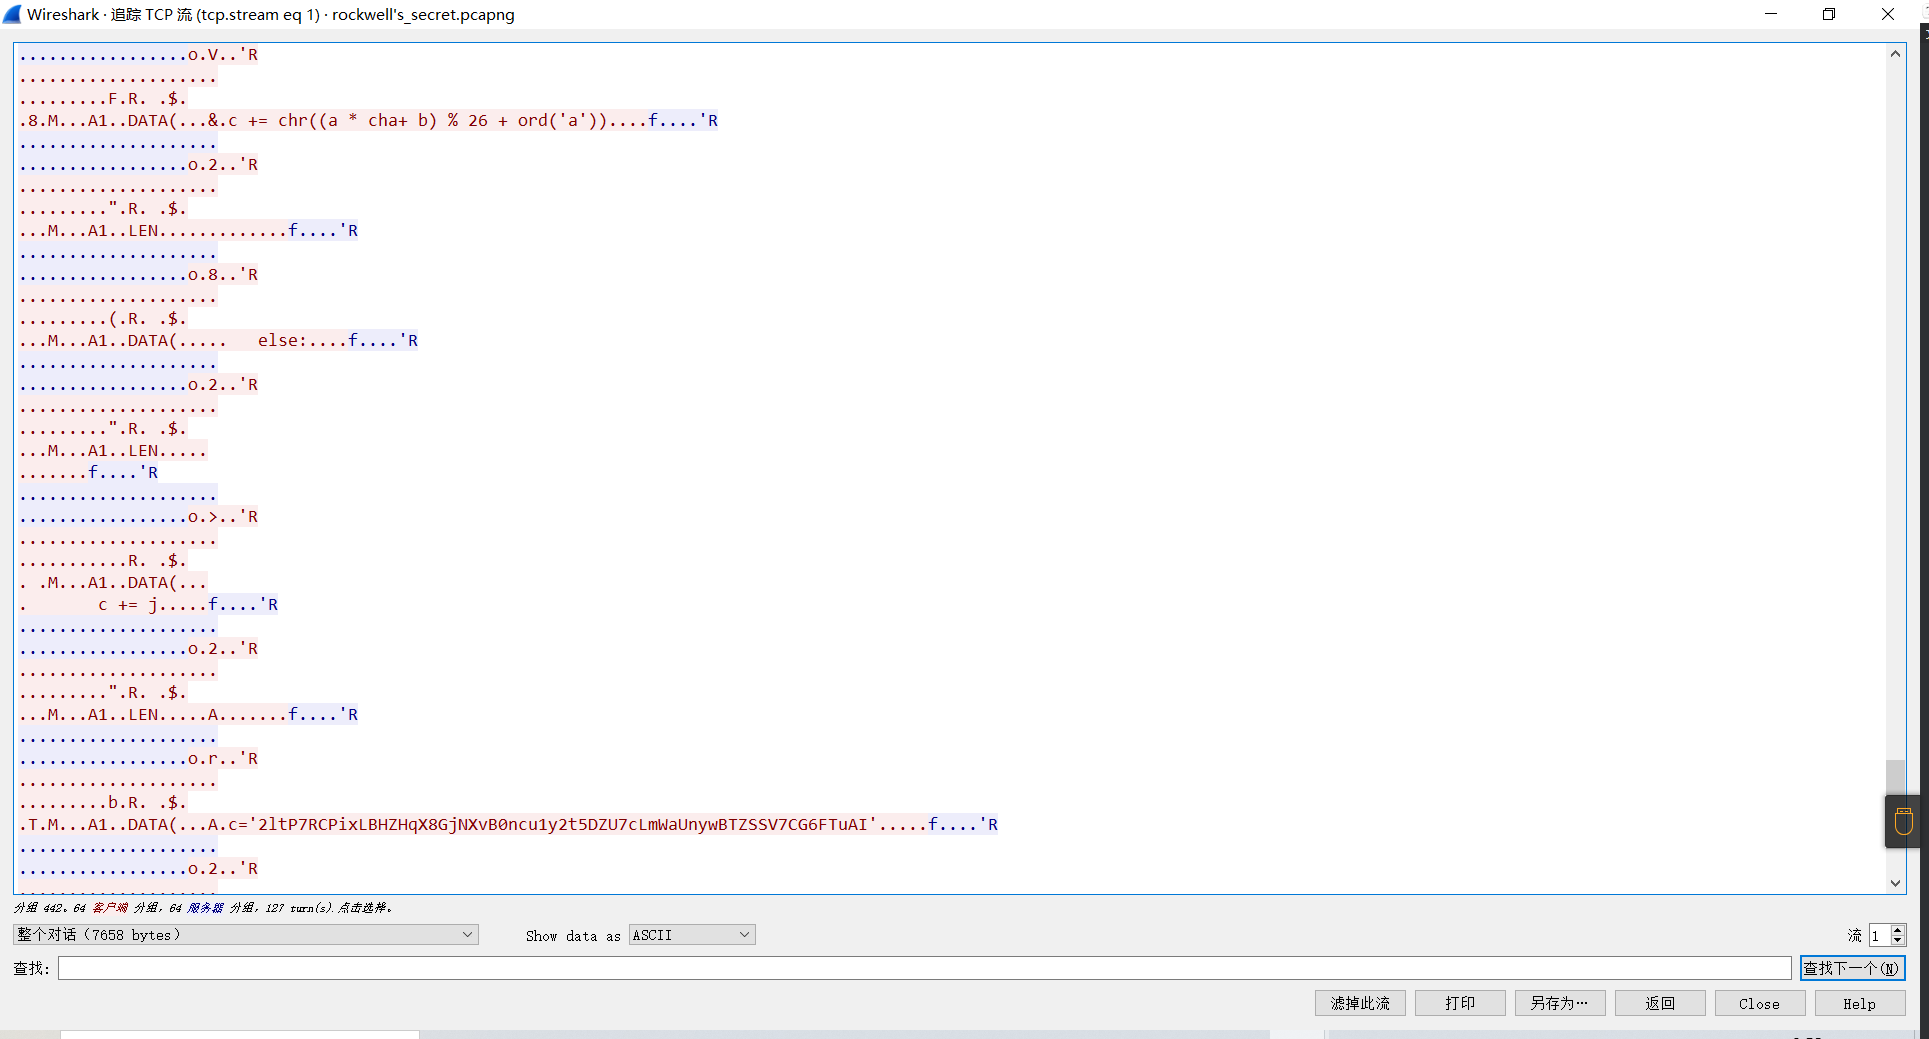 Wireshark · 追踪 TCP 流 (tcp.stream eq 1) · rockwell's_secret.pcapng
.................o.V..'R
....................
.........F.R. .$.
.8.M...A1..DATA(...&.c += chr((a * cha+ b) % 26 + ord('a'))....f....'R
....................
.................o.2..'R
....................
.........".R. .$.
...M...A1..LEN.............f....'R
....................
.................o.8..'R
....................
.........(.R. .$.
...M...A1..DATA(.....   else:....f....'R
....................
.................o.2..'R
....................
.........".R. .$.
...M...A1..LEN.....
.......f....'R
....................
.................o.>..'R
....................
...........R. .$.
. .M...A1..DATA(...
.       c += j.....f....'R
....................
.................o.2..'R
....................
.........".R. .$.
...M...A1..LEN.....A.......f....'R
....................
.................o.r..'R
....................
.........b.R. .$.
.T.M...A1..DATA(...A.c='2ltP7RCPixLBHZHqX8GjNXvB0ncu1y2t5DZU7cLmWaUnywBTZSSV7CG6FTuAI'.....f....'R
....................
.................o.2..'R
分组 442。64 客户端 分组，64 服务器 分组，127 turn(s).点击选择。
整个对话（7658 bytes） Show data as ASCII 流 1
查找： 查找下一个(N)
滤掉此流 打印 另存为… 返回 Close Help